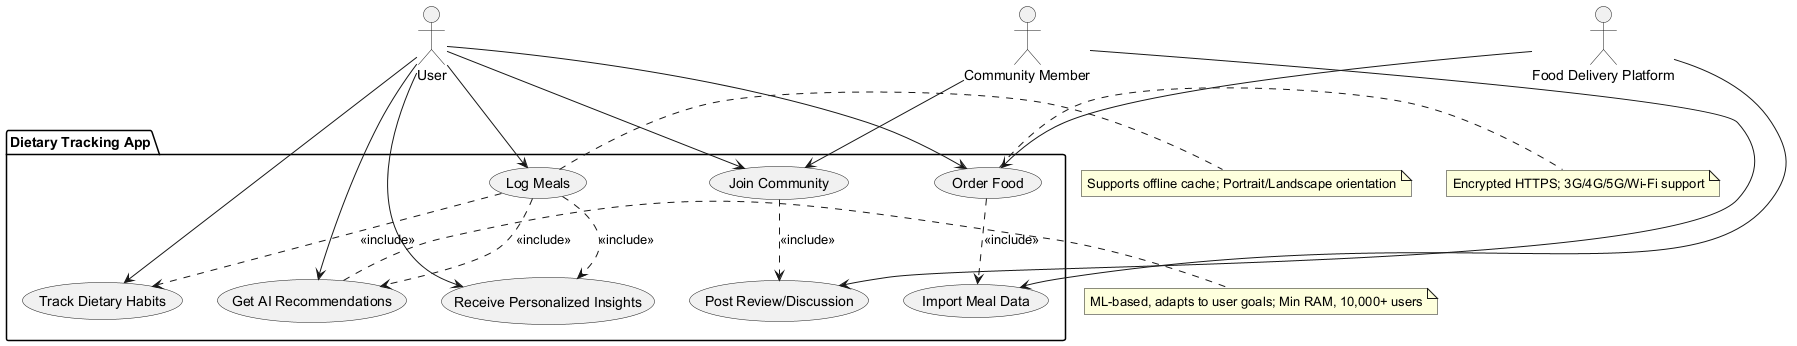 User
Community Member
Food Delivery Platform
Dietary Tracking App
Log Meals
Join Community
Order Food
Supports offline cache; Portrait/Landscape orientation
Encrypted HTTPS; 3G/4G/5G/Wi-Fi support
«include»
«include»
«include»
«include»
«include»
Track Dietary Habits
Get AI Recommendations
Receive Personalized Insights
Post Review/Discussion
Import Meal Data
ML-based, adapts to user goals; Min RAM, 10,000+ users